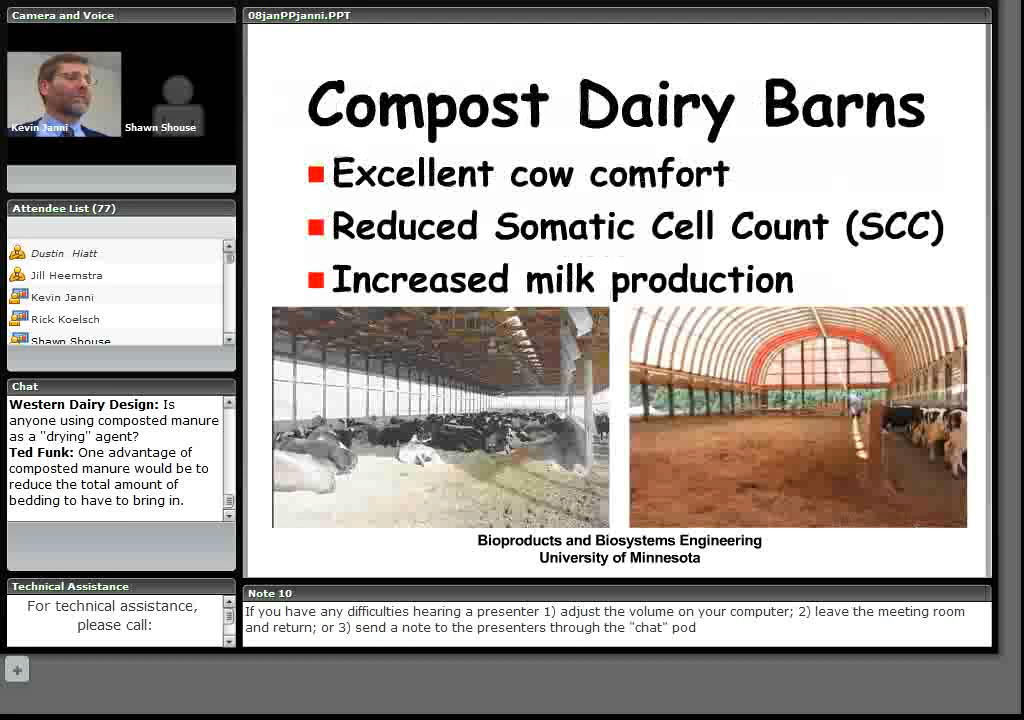 Camera and Voice
Kevin Janni
Shawn Shouse
Attendee List (77)
Dustin Hiatt
Jill Heemstra
Kevin Janni
Rick Koelsch
Shawn Shouse
Chat
Western Dairy Design: Is
anyone using composted manure
as a "drying" agent?
Ted Funk: One advantage of
composted manure would be to
reduce the total amount of
bedding to have to bring in.
Technical Assistance
For technical assistance,
please call:
08janPPjanni.PPT
Compost Dairy Barns
Excellent cow comfort
Reduced Somatic Cell Count (SCC)
Increased milk production
Bioproducts and Biosystems Engineering
University of Minnesota
Note 10
If you have any difficulties hearing a presenter 1) adjust the volume on your computer; 2) leave the meeting room
and return; or 3) send a note to the presenters through the "chat" pod